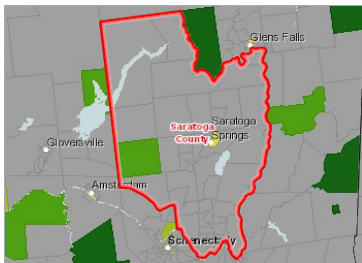 Glens Falls
Saratoga
Springs
Saratoga
County
Gloversville
Amsterdam
Schenectady